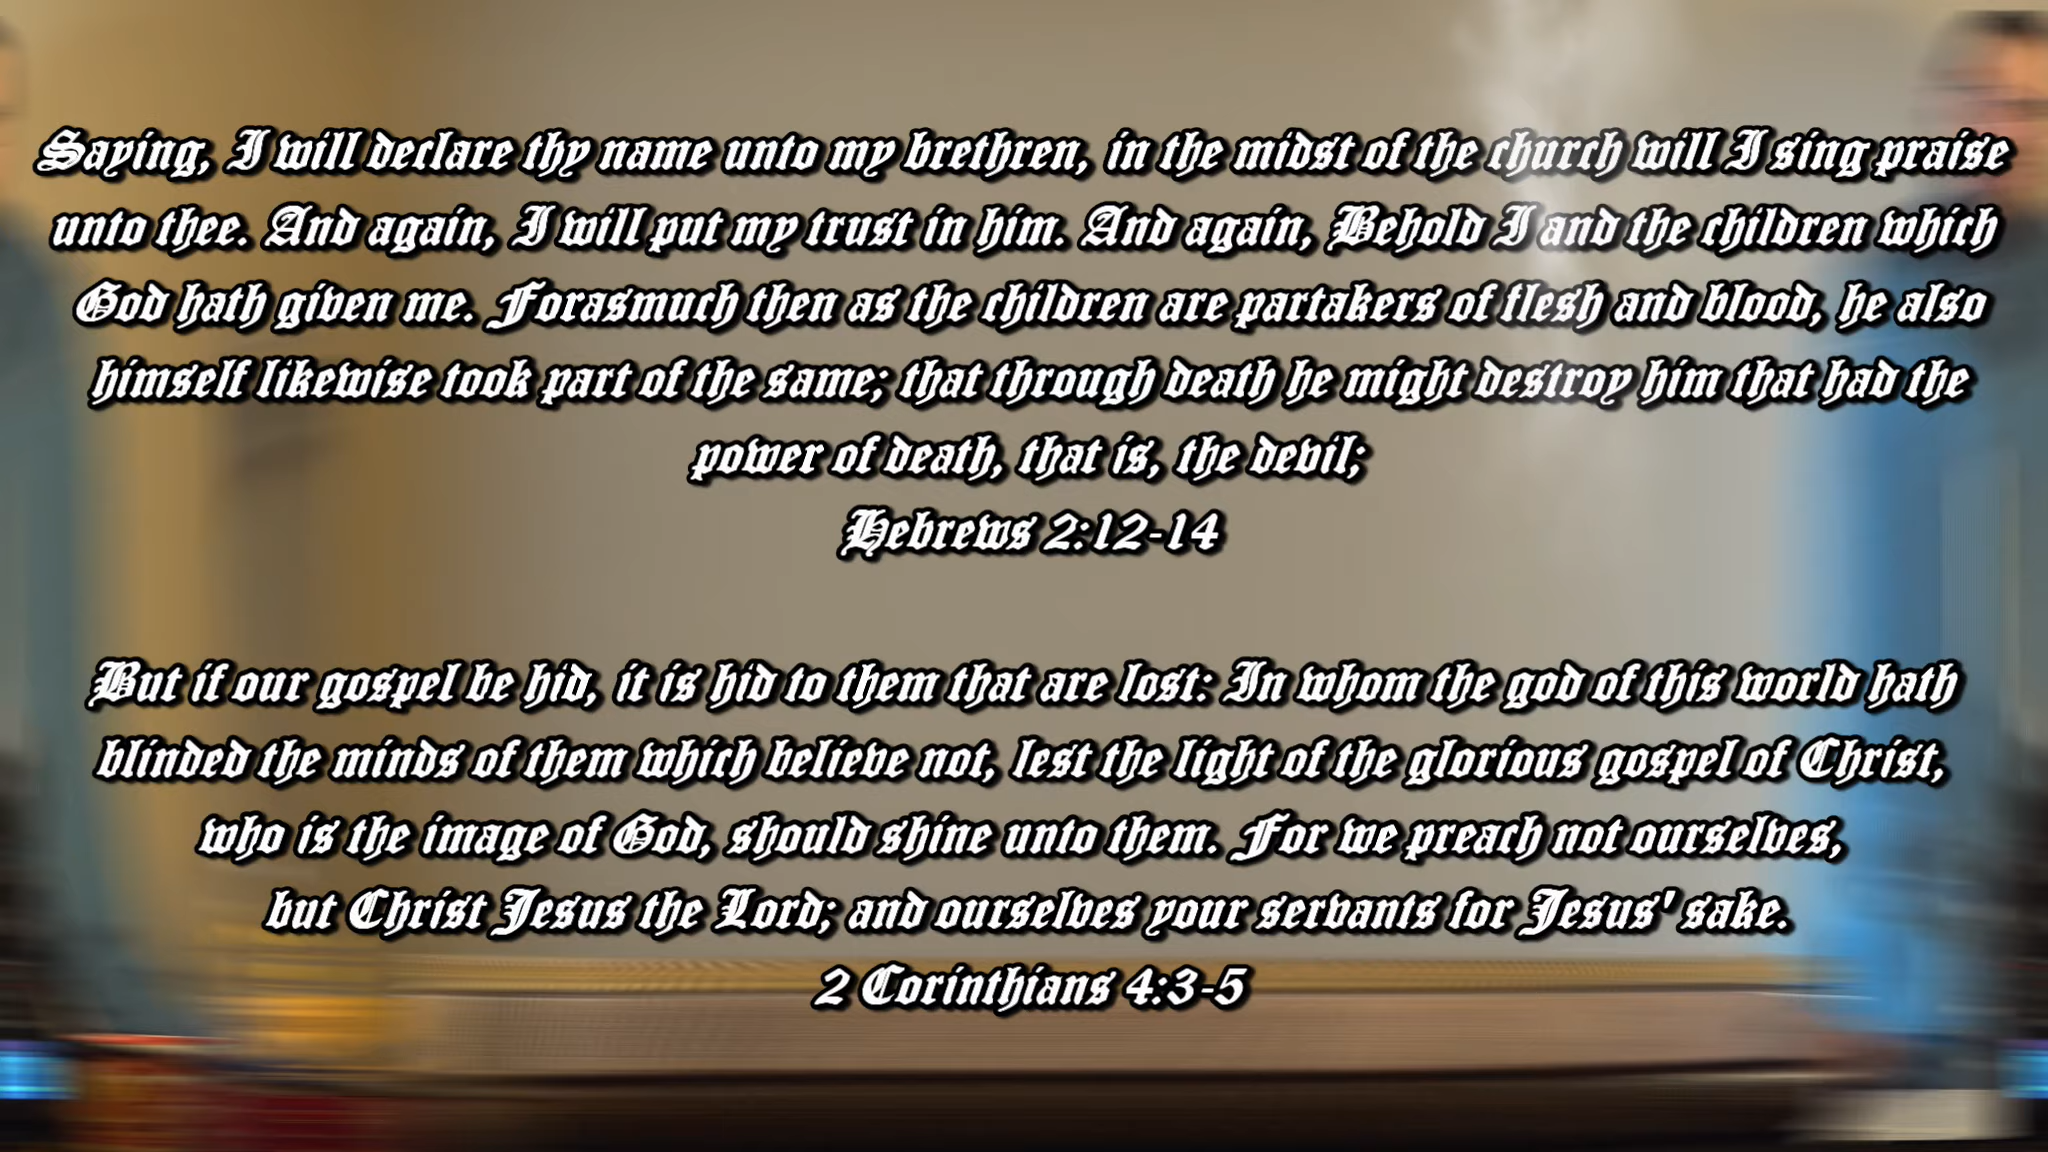 Saying, I will declare thy name unto my brethren, in the midst of the church will I sing praise
unto thee. And again, I will put my trust in him. And again, Behold I and the children which
God hath given me. Forasmuch then as the children are partakers of flesh and blood, he also
himself likewise took part of the same; that through death he might destroy him that had the
power of death, that is, the devil;
Hebrews 2:12-14
But if our gospel be hid, it is hid to them that are lost: In whom the god of this world hath
blinded the minds of them which believe not, lest the light of the glorious gospel of Christ,
who is the image of God, should shine unto them. For we preach not ourselves,
but Christ Jesus the Lord; and ourselves your servants for Jesus' sake.
2 Corinthians 4:3-5